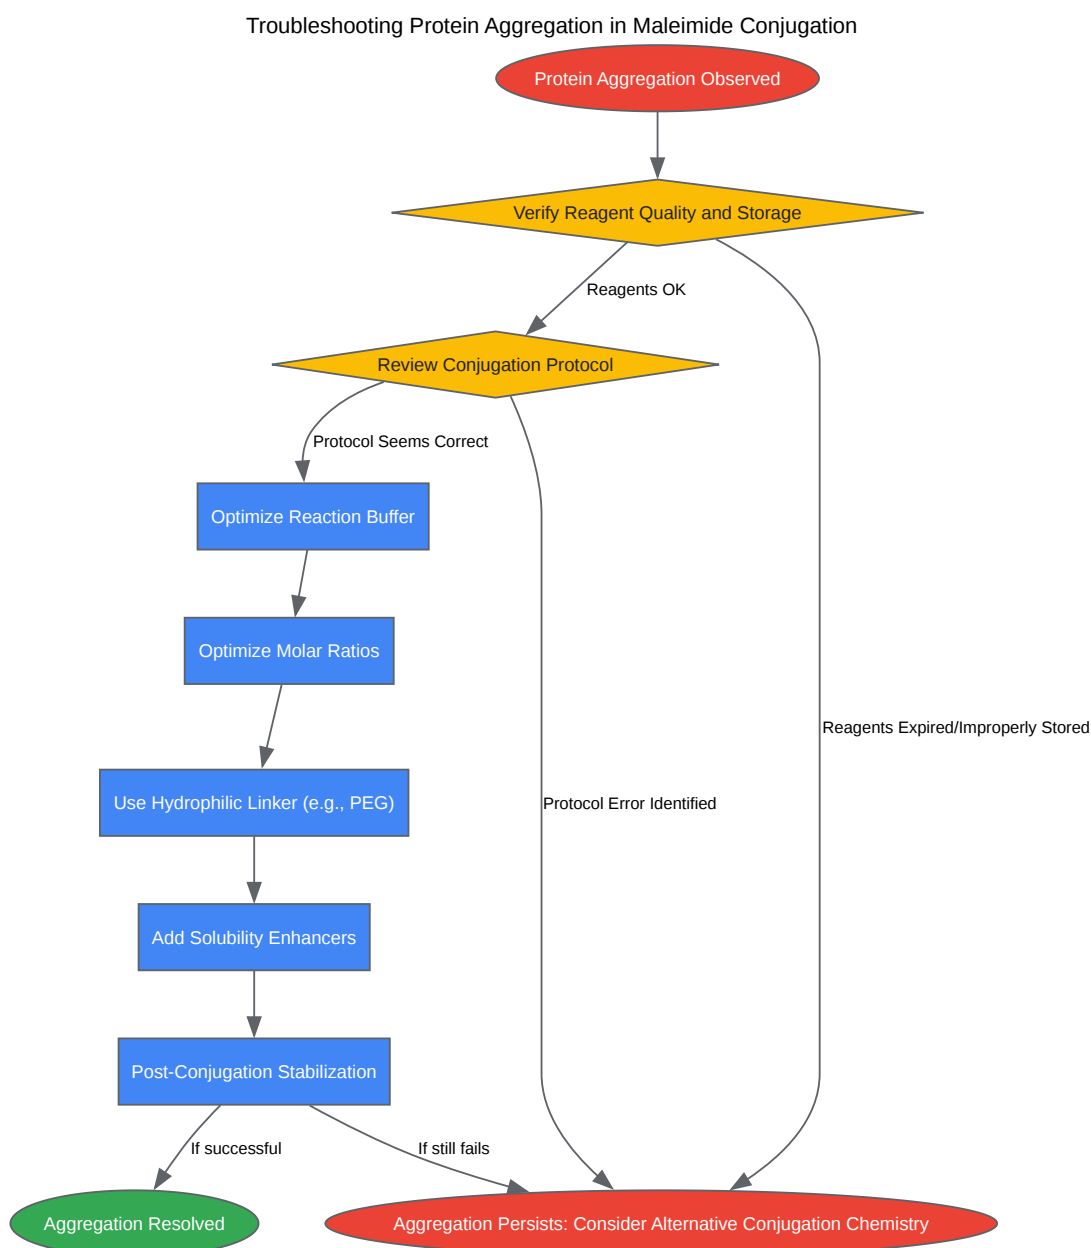 Troubleshooting Protein Aggregation in Maleimide Conjugation
Protein Aggregation Observed
Verify Reagent Quality and Storage
Reagents OK
Review Conjugation Protocol
Protocol Seems Correct
Optimize Reaction Buffer
Optimize Molar Ratios
Reagents Expired/Improperly Stored
Use Hydrophilic Linker (e.g., PEG)
Protocol Error Identified
Add Solubility Enhancers
Post-Conjugation Stabilization
If successful
If still fails
Aggregation Resolved
Aggregation Persists: Consider Alternative Conjugation Chemistry